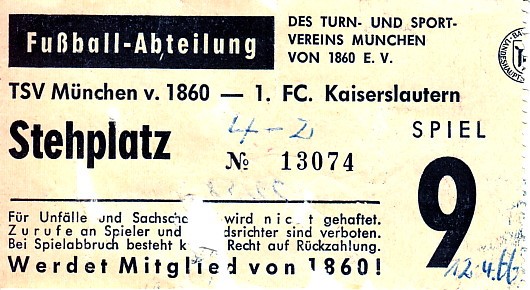 Fußball-Abteilung
DES TURN- UND SPORT-
VEREINS MÜNCHEN
VON 1860 E. V.
TSV München v. 1860 — 1. FC. Kaiserslautern
4-2
Stehplatz
№ 13074
SPIEL
9
Für Unfälle und Sachsch wird nicht gehaftet.
Zurufe an Spieler und dsrichter sind verboten.
Bei Spielabbruch besteht k Recht auf Rückzahlung.
Werdet Mitglied von 1860!
12.4.66